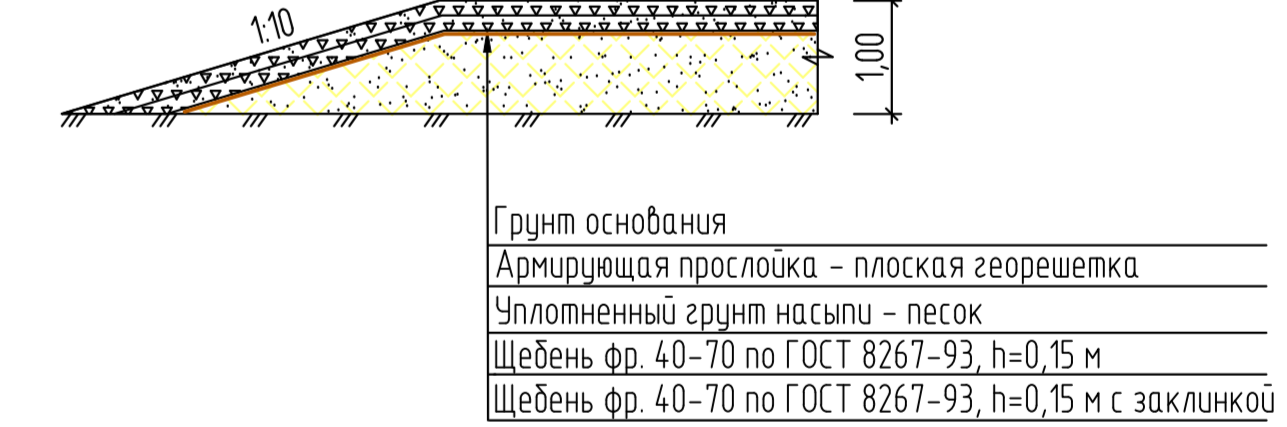 1:10
1,00
Грунт основания
Армирующая прослойка – плоская георешетка
Уплотненный грунт насыпи – песок
Щебень фр. 40–70 по ГОСТ 8267–93, h=0,15 м
Щебень фр. 40–70 по ГОСТ 8267–93, h=0,15 м с заклинкой